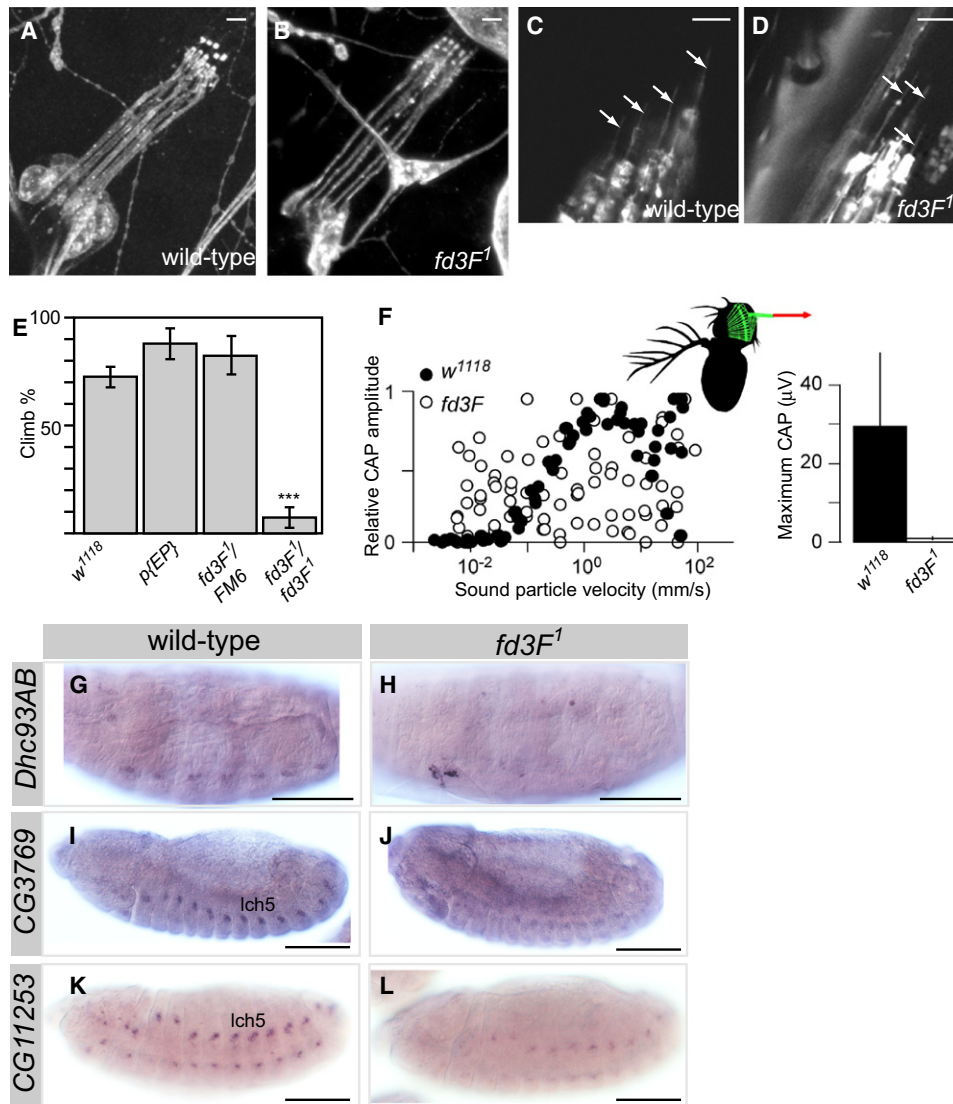 A
wild-type
B
fd3F¹
C
wild-type
D
fd3F¹
E
100
50
Climb %
***
w¹¹¹⁸
p{EP}
fd3F¹/
FM6
fd3F¹/
fd3F¹
F
w¹¹¹⁸
fd3F
1
0
Relative CAP amplitude
10⁻²
10⁰
10²
Sound particle velocity (mm/s)
40
20
0
Maximum CAP (μV)
w¹¹¹⁸
fd3F¹
wild-type
fd3F¹
Dhc93AB
G
H
CG3769
I
lch5
J
CG11253
K
lch5
L